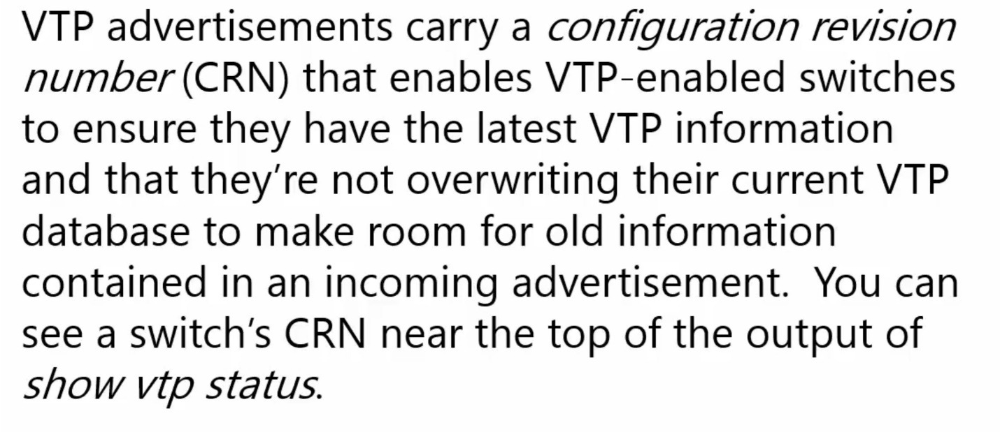 VTP advertisements carry a configuration revision
number (CRN) that enables VTP-enabled switches
to ensure they have the latest VTP information
and that they’re not overwriting their current VTP
database to make room for old information
contained in an incoming advertisement.  You can
see a switch’s CRN near the top of the output of
show vtp status.